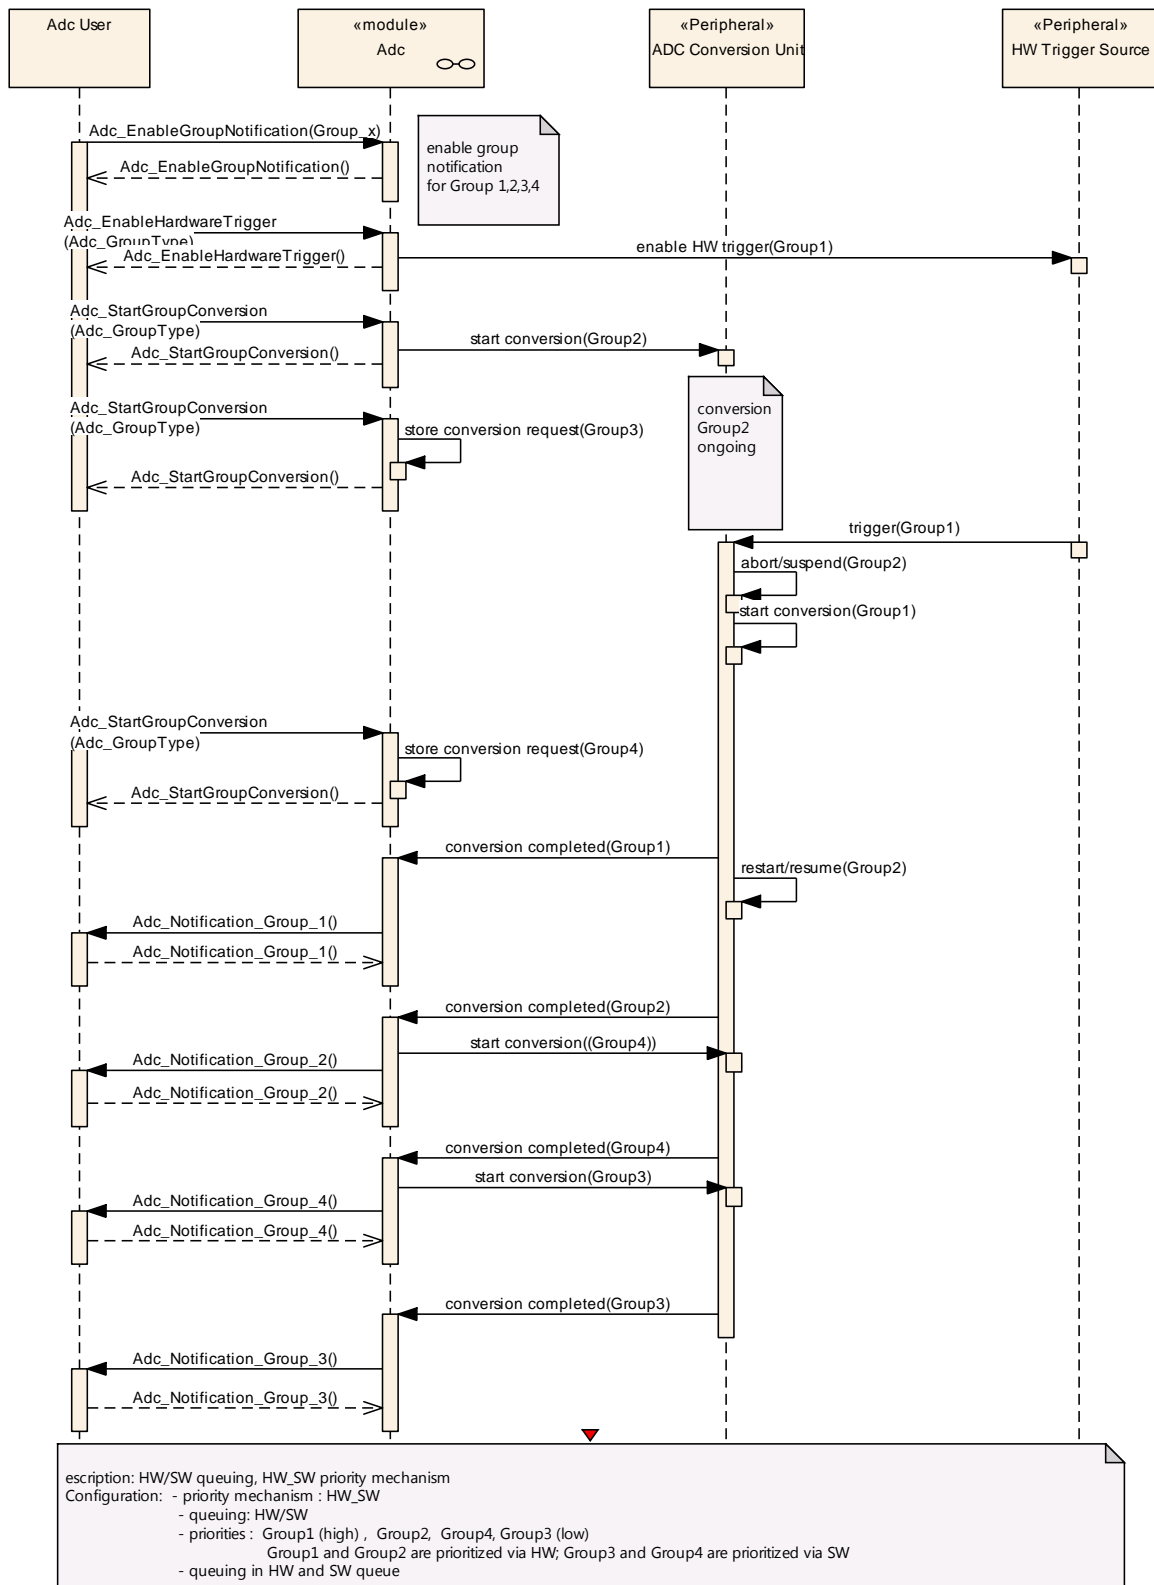 Adc User
«module»
Adc
«Peripheral»
ADC Conversion Unit
«Peripheral»
HW Trigger Source
Adc_EnableGroupNotification(Group_x)
enable group
notification
for Group 1,2,3,4
Adc_EnableGroupNotification()
Adc_EnableHardwareTrigger
(Adc_GroupType)
enable HW trigger(Group1)
Adc_EnableHardwareTrigger()
Adc_StartGroupConversion
(Adc_GroupType)
start conversion(Group2)
Adc_StartGroupConversion()
conversion
Group2
ongoing
Adc_StartGroupConversion
(Adc_GroupType)
store conversion request(Group3)
Adc_StartGroupConversion()
trigger(Group1)
abort/suspend(Group2)
start conversion(Group1)
Adc_StartGroupConversion
(Adc_GroupType)
store conversion request(Group4)
Adc_StartGroupConversion()
conversion completed(Group1)
restart/resume(Group2)
Adc_Notification_Group_1()
Adc_Notification_Group_1()
conversion completed(Group2)
start conversion((Group4))
Adc_Notification_Group_2()
Adc_Notification_Group_2()
conversion completed(Group4)
start conversion(Group3)
Adc_Notification_Group_4()
Adc_Notification_Group_4()
conversion completed(Group3)
Adc_Notification_Group_3()
Adc_Notification_Group_3()
escription: HW/SW queuing, HW_SW priority mechanism
Configuration: - priority mechanism : HW_SW
- queuing: HW/SW
- priorities : Group1 (high) , Group2, Group4, Group3 (low)
Group1 and Group2 are prioritized via HW; Group3 and Group4 are prioritized via SW
- queuing in HW and SW queue